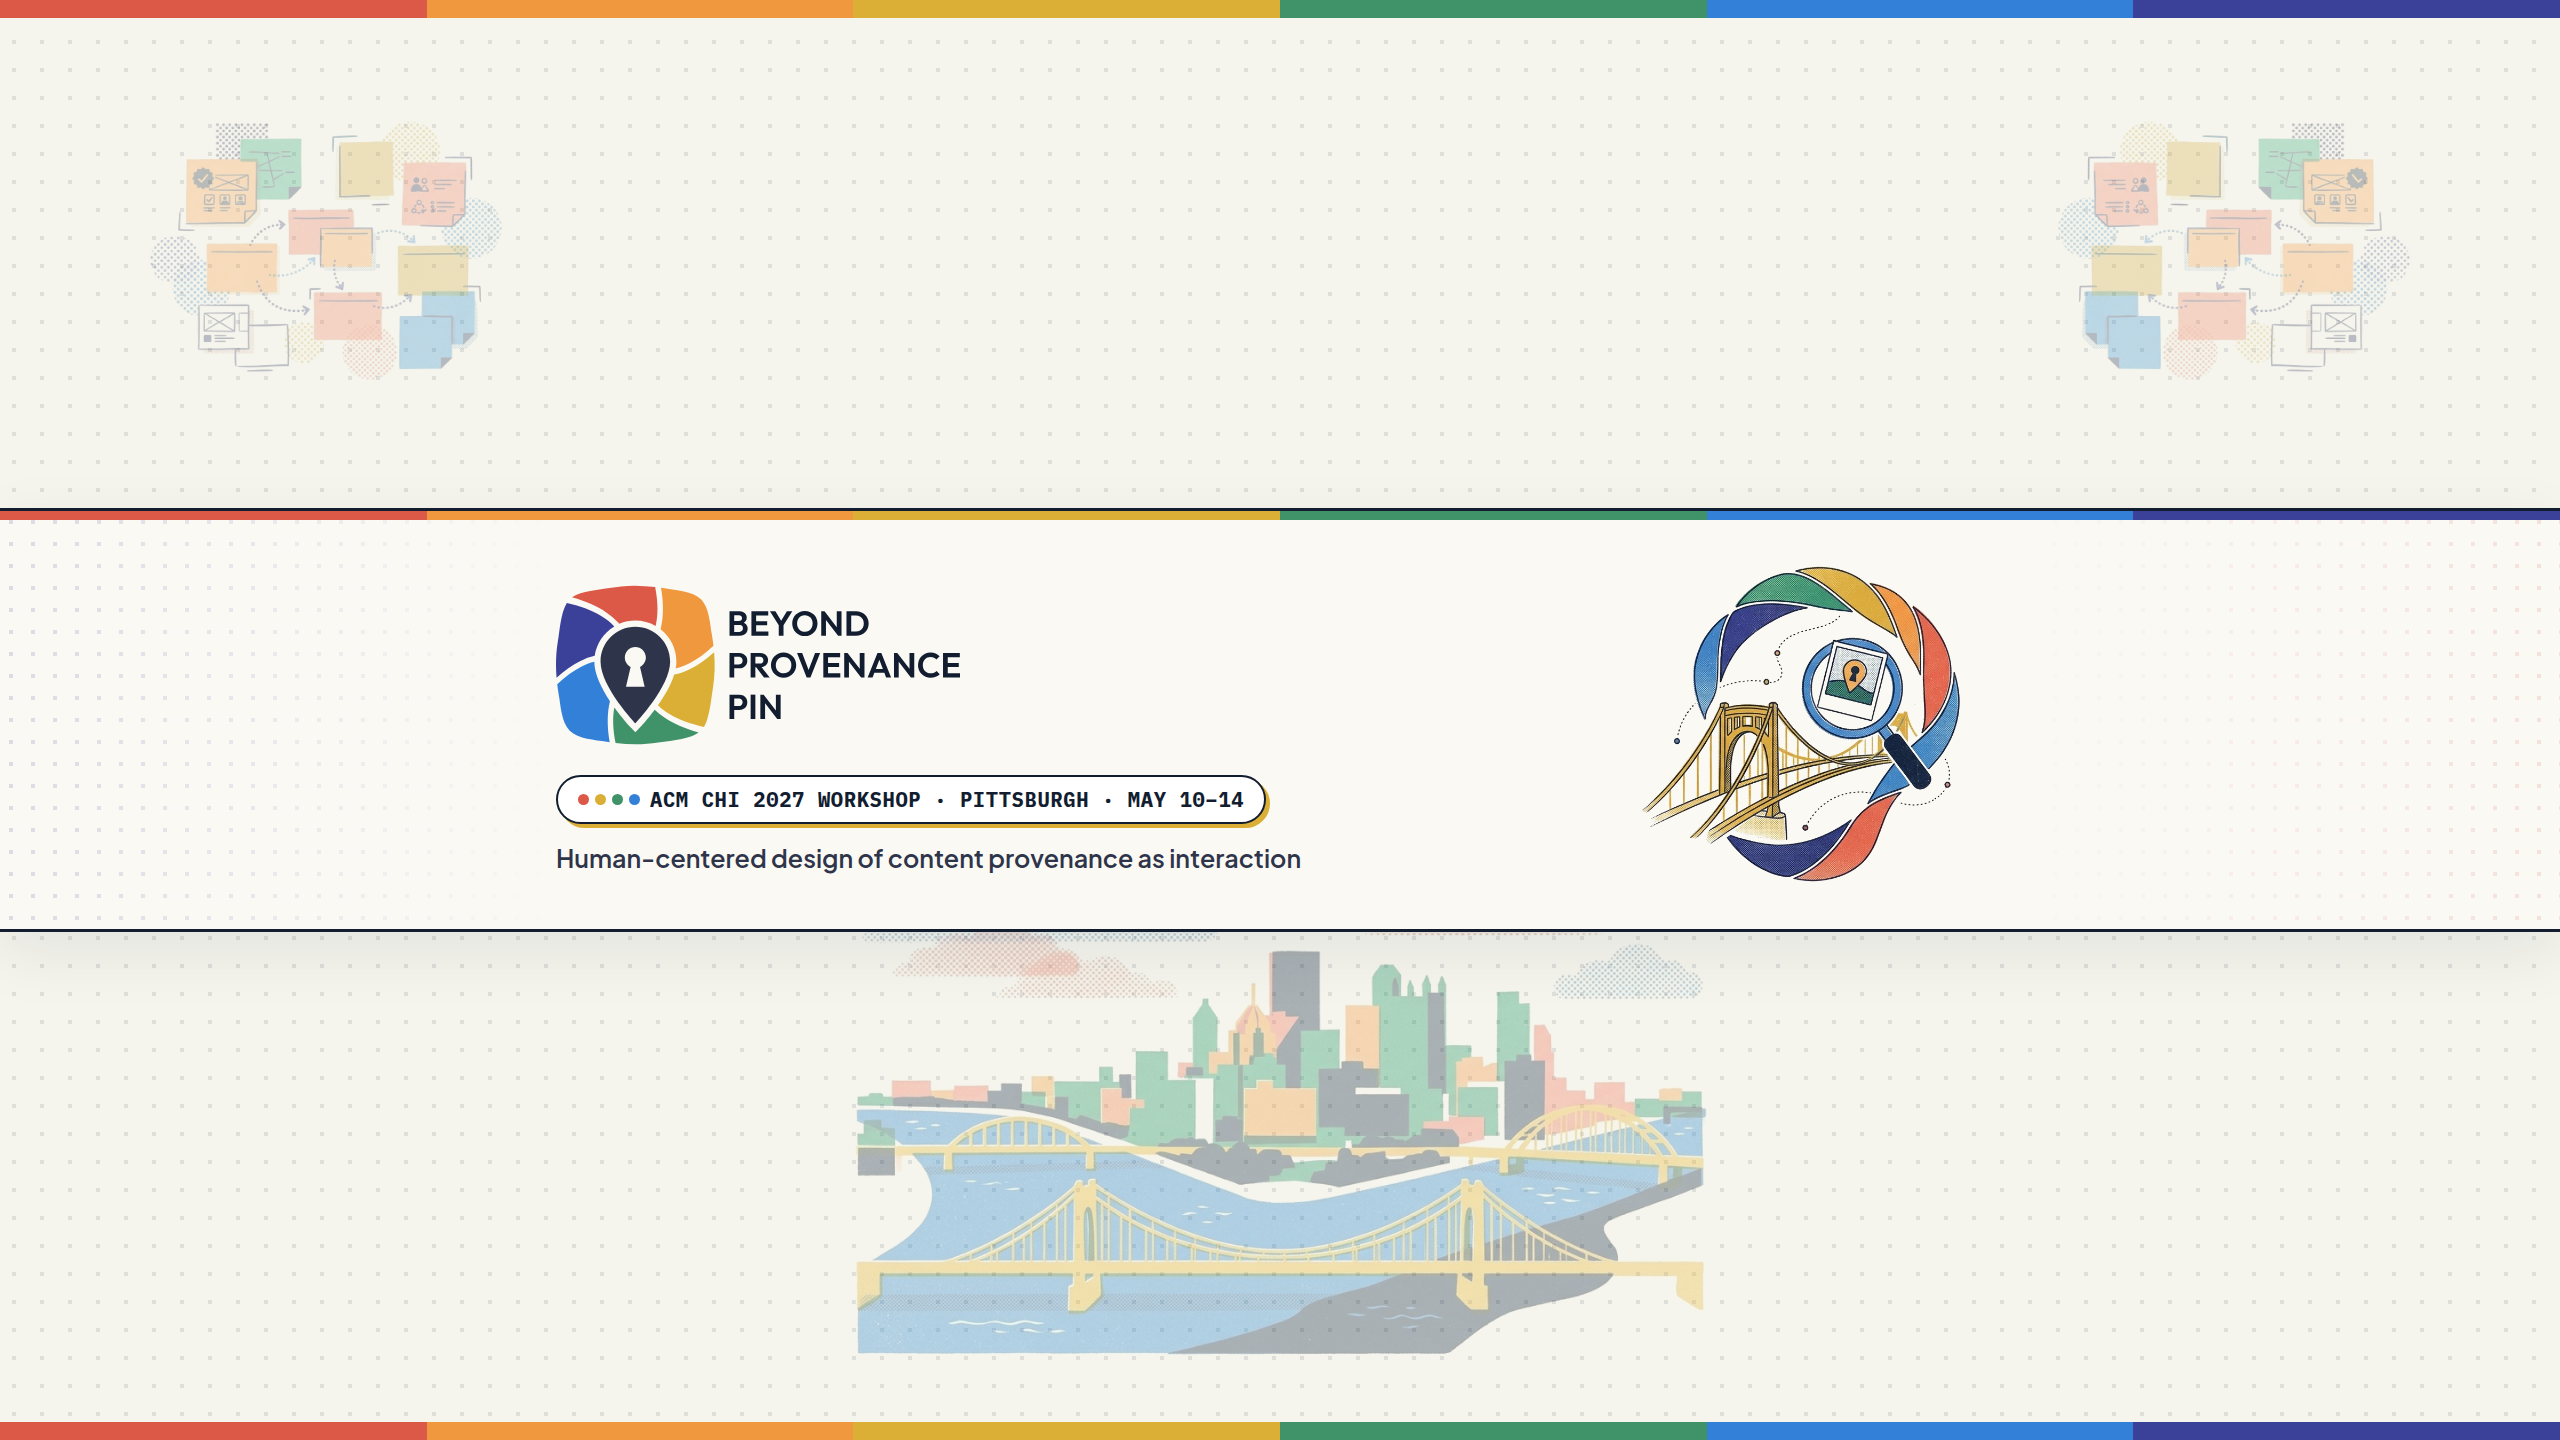 BEYOND
PROVENANCE
PIN
ACM CHI 2027 WORKSHOP • PITTSBURGH • MAY 10–14
Human-centered design of content provenance as interaction